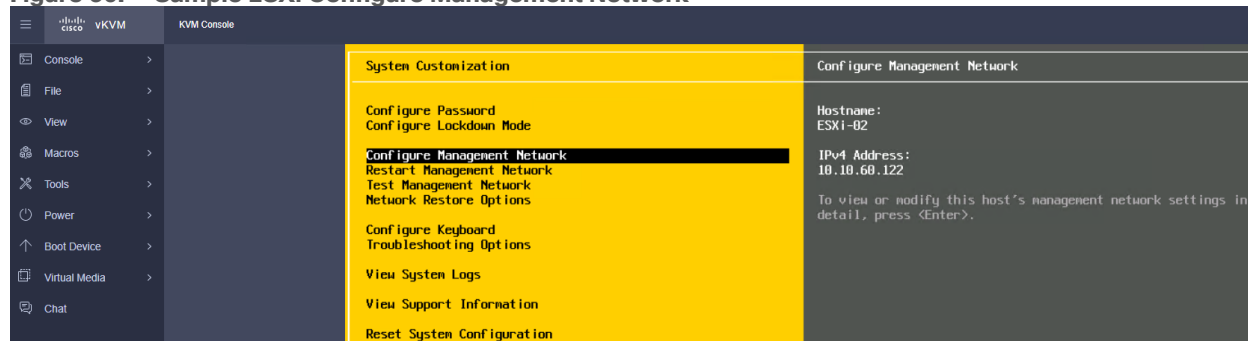 Figure 60. Sample ESXi Configure Management Network
cisco vKVM
KVM Console
Console
File
View
Macros
Tools
Power
Boot Device
Virtual Media
Chat
System Customization
Configure Password
Configure Lockdown Mode
Configure Management Network
Restart Management Network
Test Management Network
Network Restore Options
Configure Keyboard
Troubleshooting Options
View System Logs
View Support Information
Reset System Configuration
Configure Management Network
Hostname:
ESXi-02
IPv4 Address:
10.10.60.122
To view or modify this host's management network settings in
detail, press <Enter>.